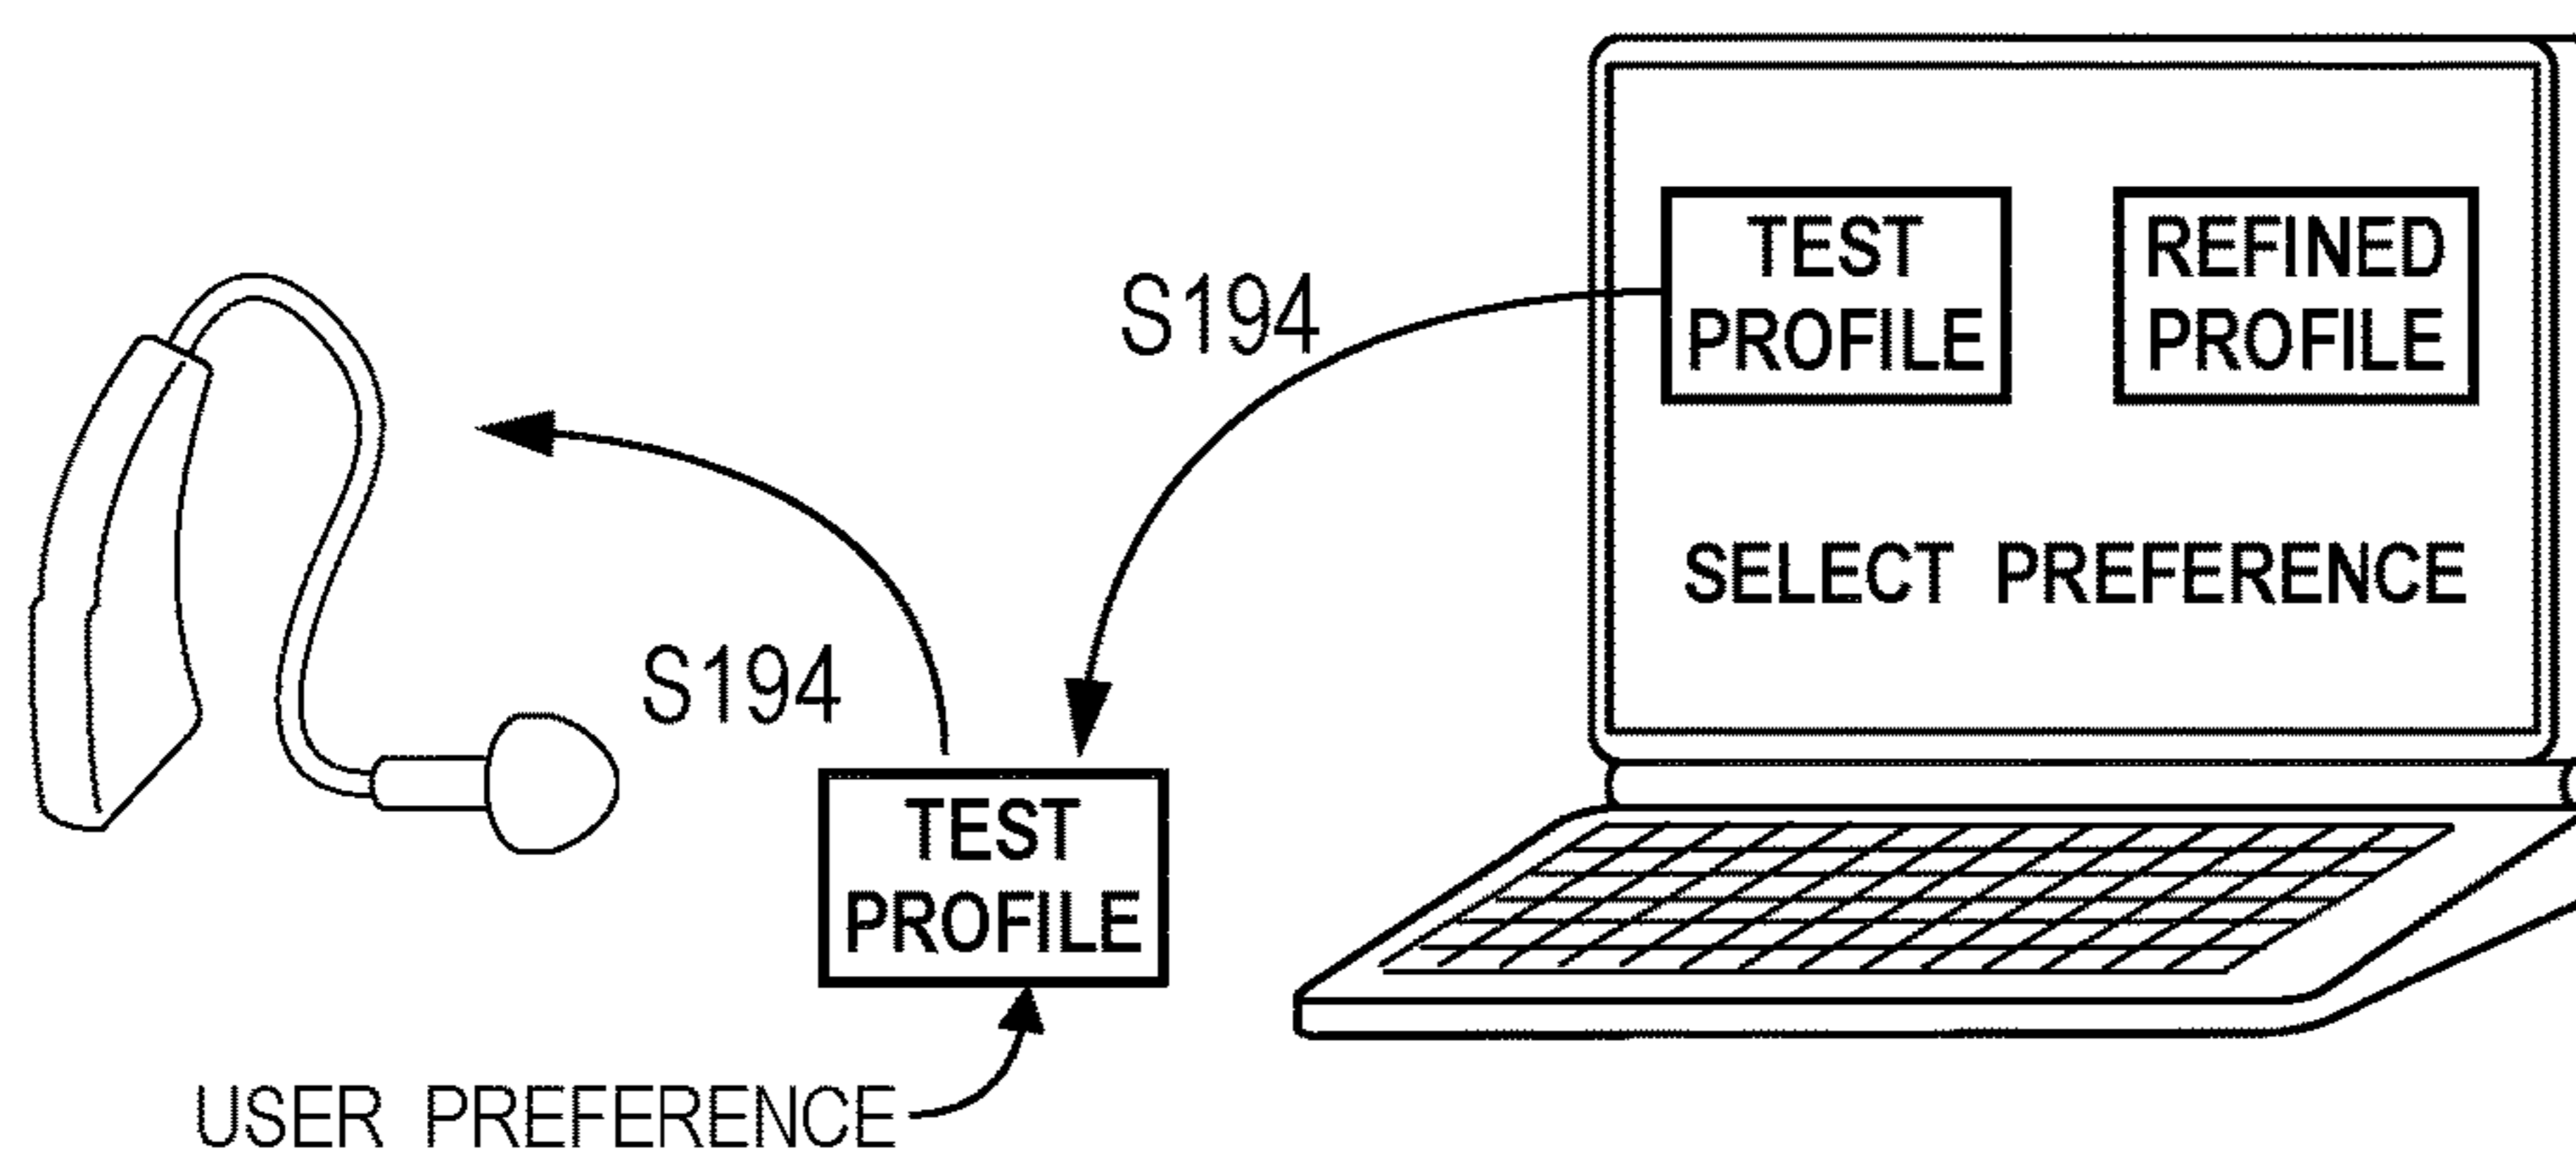 S194
TEST
PROFILE
REFINED
PROFILE
SELECT PREFERENCE
S194
TEST
PROFILE
USER PREFERENCE